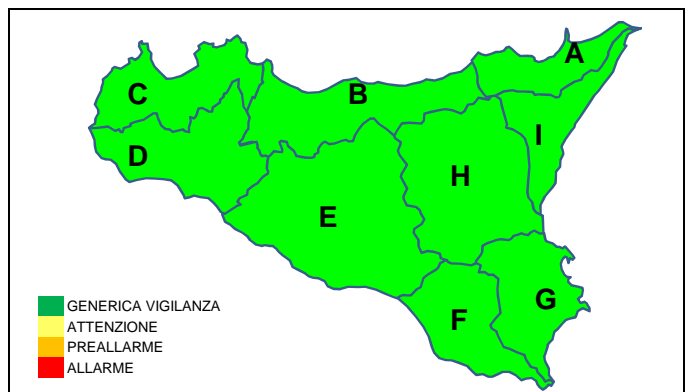 A
B
C
I
D
H
E
G
F
GENERICA VIGILANZA
ATTENZIONE
PREALLARME
ALLARME